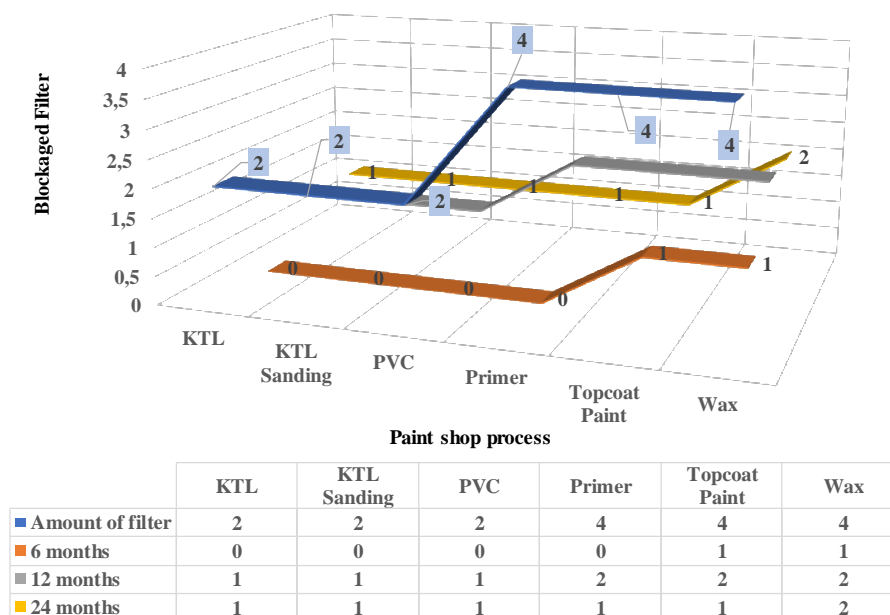 Blockaged Filter
4
3,5
3
2,5
2
1,5
1
0,5
0
2
2
2
4
4
4
1
1
1
1
1
2
0
0
0
0
1
1
KTL
KTL
Sanding
PVC
Primer
Topcoat
Paint
Wax
Paint shop process
KTL KTL Sanding PVC Primer Topcoat Paint Wax
Amount of filter 2 2 2 4 4 4
6 months 0 0 0 0 1 1
12 months 1 1 1 2 2 2
24 months 1 1 1 1 1 2